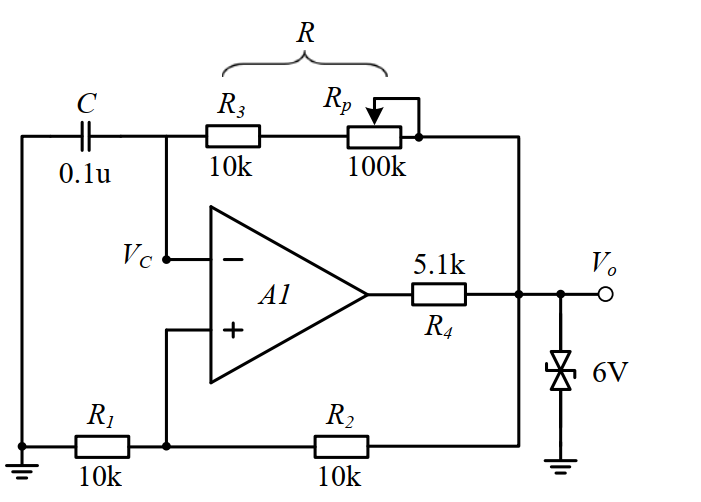 R
C
R3
Rp
0.1u
10k
100k
VC
−
A1
+
5.1k
R4
Vo
6V
R1
R2
10k
10k